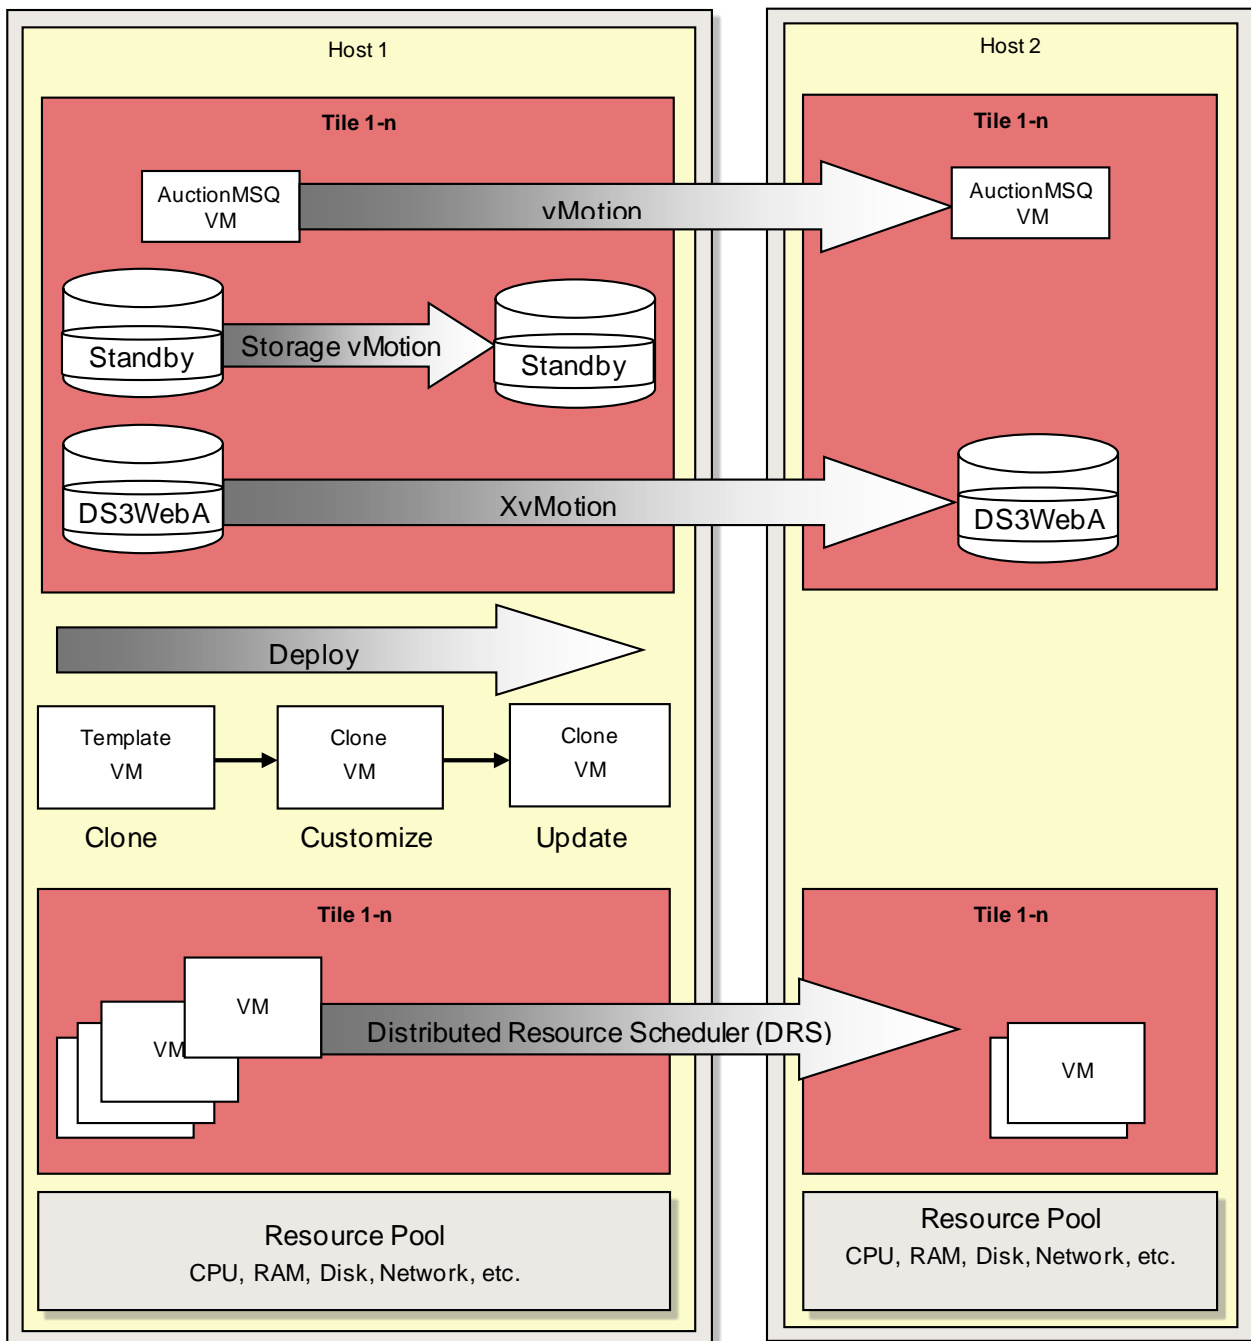 Host 1
Tile 1-n
AuctionMSQ
VM
vMotion
Standby
Storage vMotion
Standby
DS3WebA
XvMotion
Deploy
Template
VM
Clone
VM
Clone
VM
Clone
Customize
Update
Tile 1-n
VM
VM
Distributed Resource Scheduler (DRS)
Resource Pool
CPU, RAM, Disk, Network, etc.
Host 2
Tile 1-n
AuctionMSQ
VM
DS3WebA
Tile 1-n
VM
Resource Pool
CPU, RAM, Disk, Network, etc.